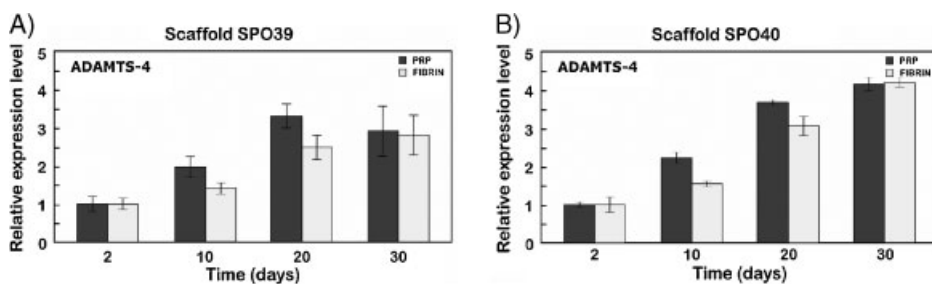 A)
Scaffold SPO39
ADAMTS-4
PRP
FIBRIN
Relative expression level
5
4
3
2
1
0
2 10 20 30
Time (days)
B)
Scaffold SPO40
ADAMTS-4
PRP
FIBRIN
Relative expression level
5
4
3
2
1
0
2 10 20 30
Time (days)